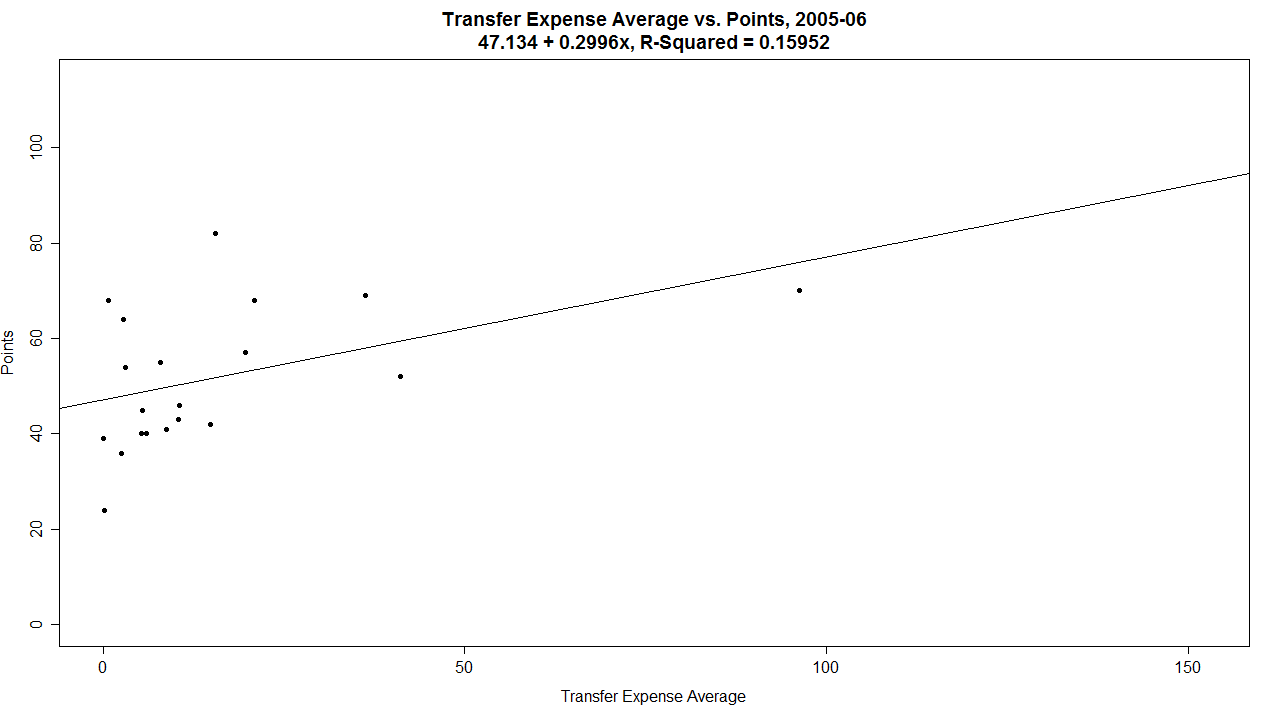 Transfer Expense Average vs. Points, 2005-06
47.134 + 0.2996x, R-Squared = 0.15952
Points
100
80
60
40
20
0
0 50 100 150
Transfer Expense Average